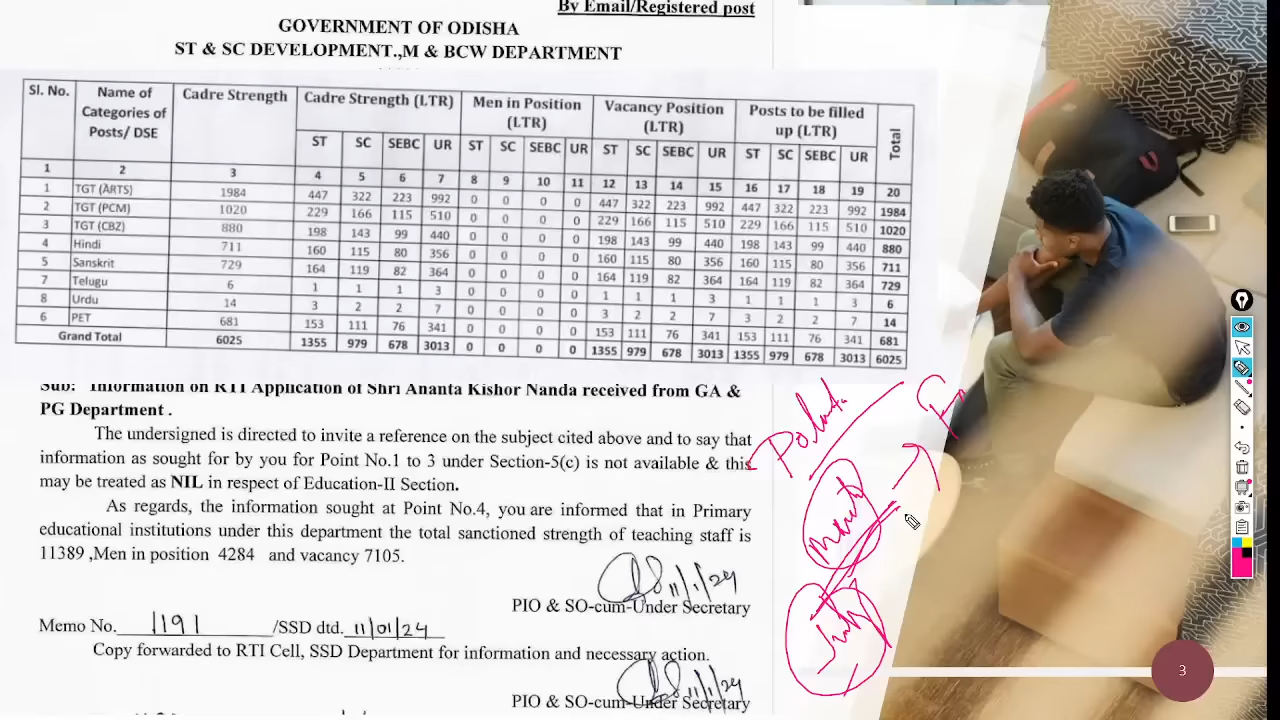 By Email/Registered post
GOVERNMENT OF ODISHA
ST & SC DEVELOPMENT.,M & BCW DEPARTMENT
Sl. No. Name of Categories of Posts/ DSE Cadre Strength Cadre Strength (LTR) Men in Position (LTR) Vacancy Position (LTR) Posts to be filled up (LTR) Total
ST SC SEBC UR ST SC SEBC UR ST SC SEBC UR ST SC SEBC UR
1 2 3 4 5 6 7 8 9 10 11 12 13 14 15 16 17 18 19 20
1 TGT (ARTS) 1984 447 322 223 992 0 0 0 0 447 322 223 992 447 322 223 992 1984
2 TGT (PCM) 1020 229 166 115 510 0 0 0 0 229 166 115 510 229 166 115 510 1020
3 TGT (CBZ) 880 198 143 99 440 0 0 0 0 198 143 99 440 198 143 99 440 880
4 Hindi 711 160 115 80 356 0 0 0 0 160 115 80 356 160 115 80 356 711
5 Sanskrit 729 164 119 82 364 0 0 0 0 164 119 82 364 164 119 82 364 729
7 Telugu 6 1 1 1 3 0 0 0 0 1 1 1 3 1 1 1 3 6
8 Urdu 14 3 2 2 7 0 0 0 0 3 2 2 7 3 2 2 7 14
6 PET 681 153 111 76 341 0 0 0 0 153 111 76 341 153 111 76 341 681
Grand Total 6025 1355 979 678 3013 0 0 0 0 1355 979 678 3013 1355 979 678 3013 6025
Sub: Information on RTI Application of Shri Ananta Kishor Nanda received from GA &
PG Department .
The undersigned is directed to invite a reference on the subject cited above and to say that
information as sought for by you for Point No.1 to 3 under Section-5(c) is not available & this
may be treated as NIL in respect of Education-II Section.
As regards, the information sought at Point No.4, you are informed that in Primary
educational institutions under this department the total sanctioned strength of teaching staff is
11389 ,Men in position 4284 and vacancy 7105.
11/1/24
PIO & SO-cum-Under Secretary
Memo No. 1191 /SSD dtd. 11/01/24
Copy forwarded to RTI Cell, SSD Department for information and necessary action.
11/1/24
PIO & SO-cum-Under Secretary
3